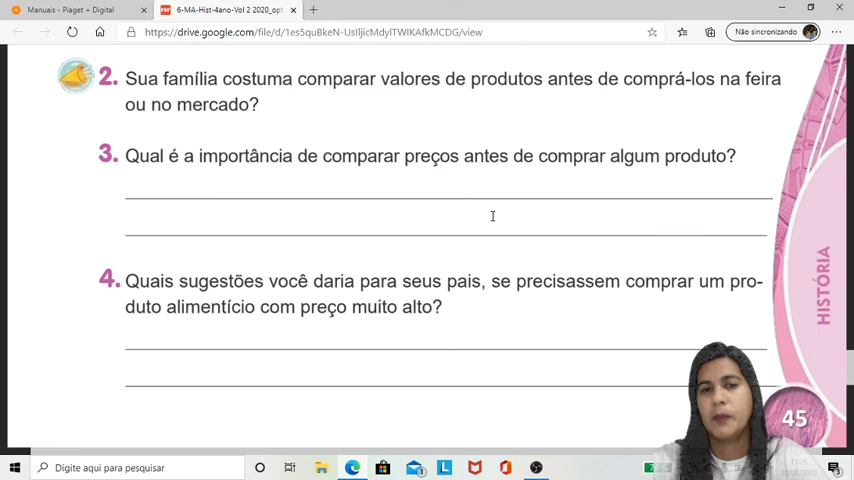 Manuais - Piaget + Digital
PDF
6-MA-Hist-4ano-Vol 2 2020_opt
https://drive.google.com/file/d/1es5quBkeN-UsIljicMdylTWIKAfkMCDG/view
Não sincronizando
2. Sua família costuma comparar valores de produtos antes de comprá-los na feira
ou no mercado?
3. Qual é a importância de comparar preços antes de comprar algum produto?
4. Quais sugestões você daria para seus pais, se precisassem comprar um pro-
duto alimentício com preço muito alto?
HISTÓRIA
45
Digite aqui para pesquisar